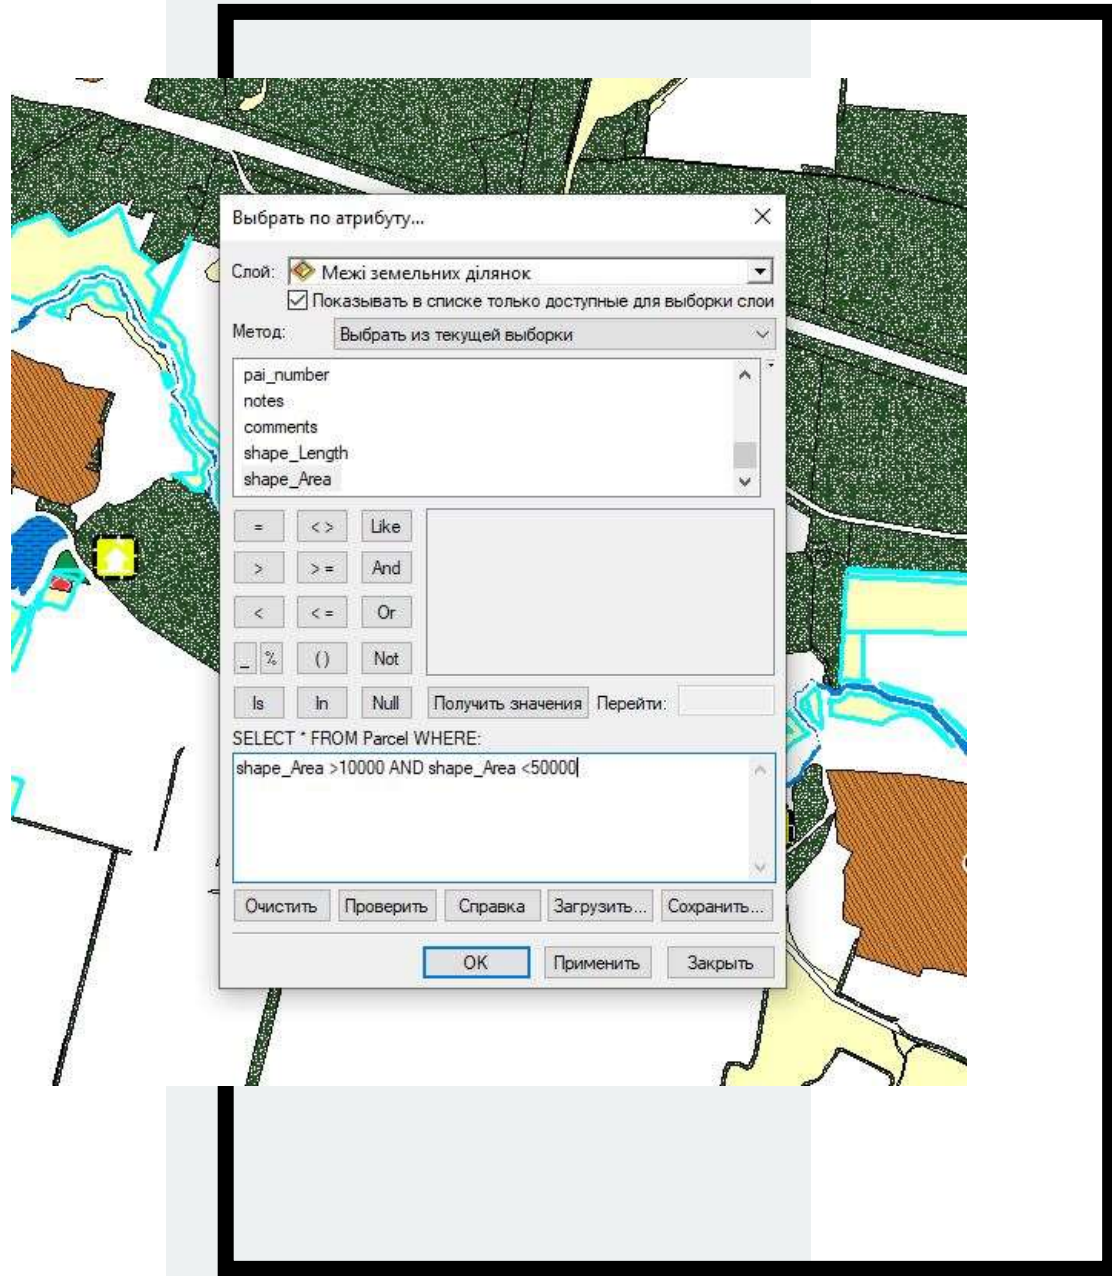 Выбрать по атрибуту...
Слой: Межі земельних ділянок
Показывать в списке только доступные для выборки слои
Метод: Выбрать из текущей выборки
pai_number
notes
comments
shape_Length
shape_Area
= < > Like
> > = And
< < = Or
_ % ( ) Not
Is In Null Получить значения Перейти:
SELECT * FROM Parcel WHERE:
shape_Area >10000 AND shape_Area <50000
Очистить Проверить Справка Загрузить... Сохранить...
OK Применить Закрыть